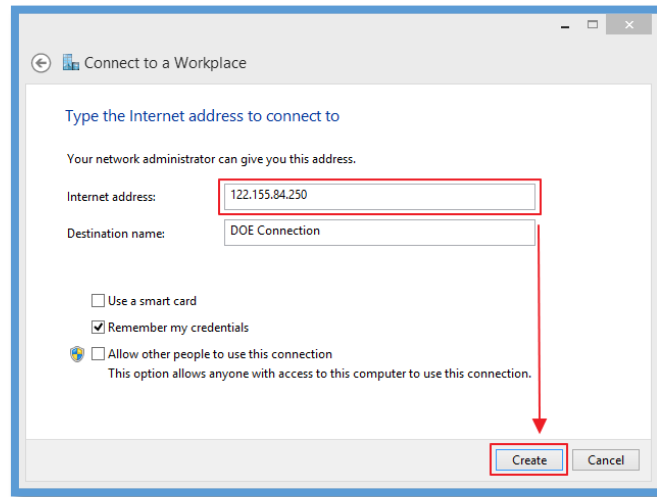 Connect to a Workplace
Type the Internet address to connect to
Your network administrator can give you this address.
Internet address: 122.155.84.250
Destination name: DOE Connection
Use a smart card
Remember my credentials
Allow other people to use this connection
This option allows anyone with access to this computer to use this connection.
Create Cancel